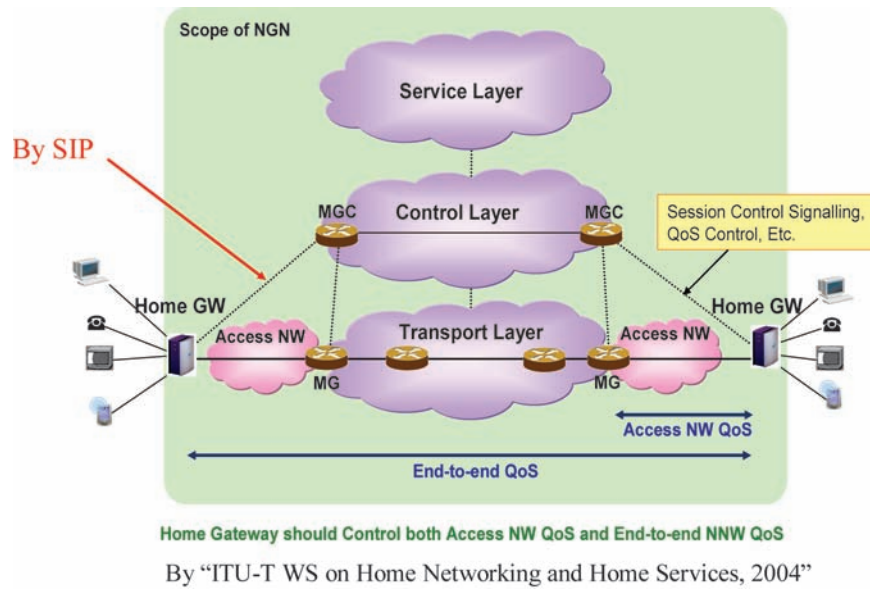 Scope of NGN
Service Layer
By SIP
MGC
Control Layer
MGC
Session Control Signalling,
QoS Control, Etc.
Home GW
Home GW
Access NW
Transport Layer
Access NW
MG
MG
Access NW QoS
End-to-end QoS
Home Gateway should Control both Access NW QoS and End-to-end NNW QoS
By “ITU-T WS on Home Networking and Home Services, 2004”